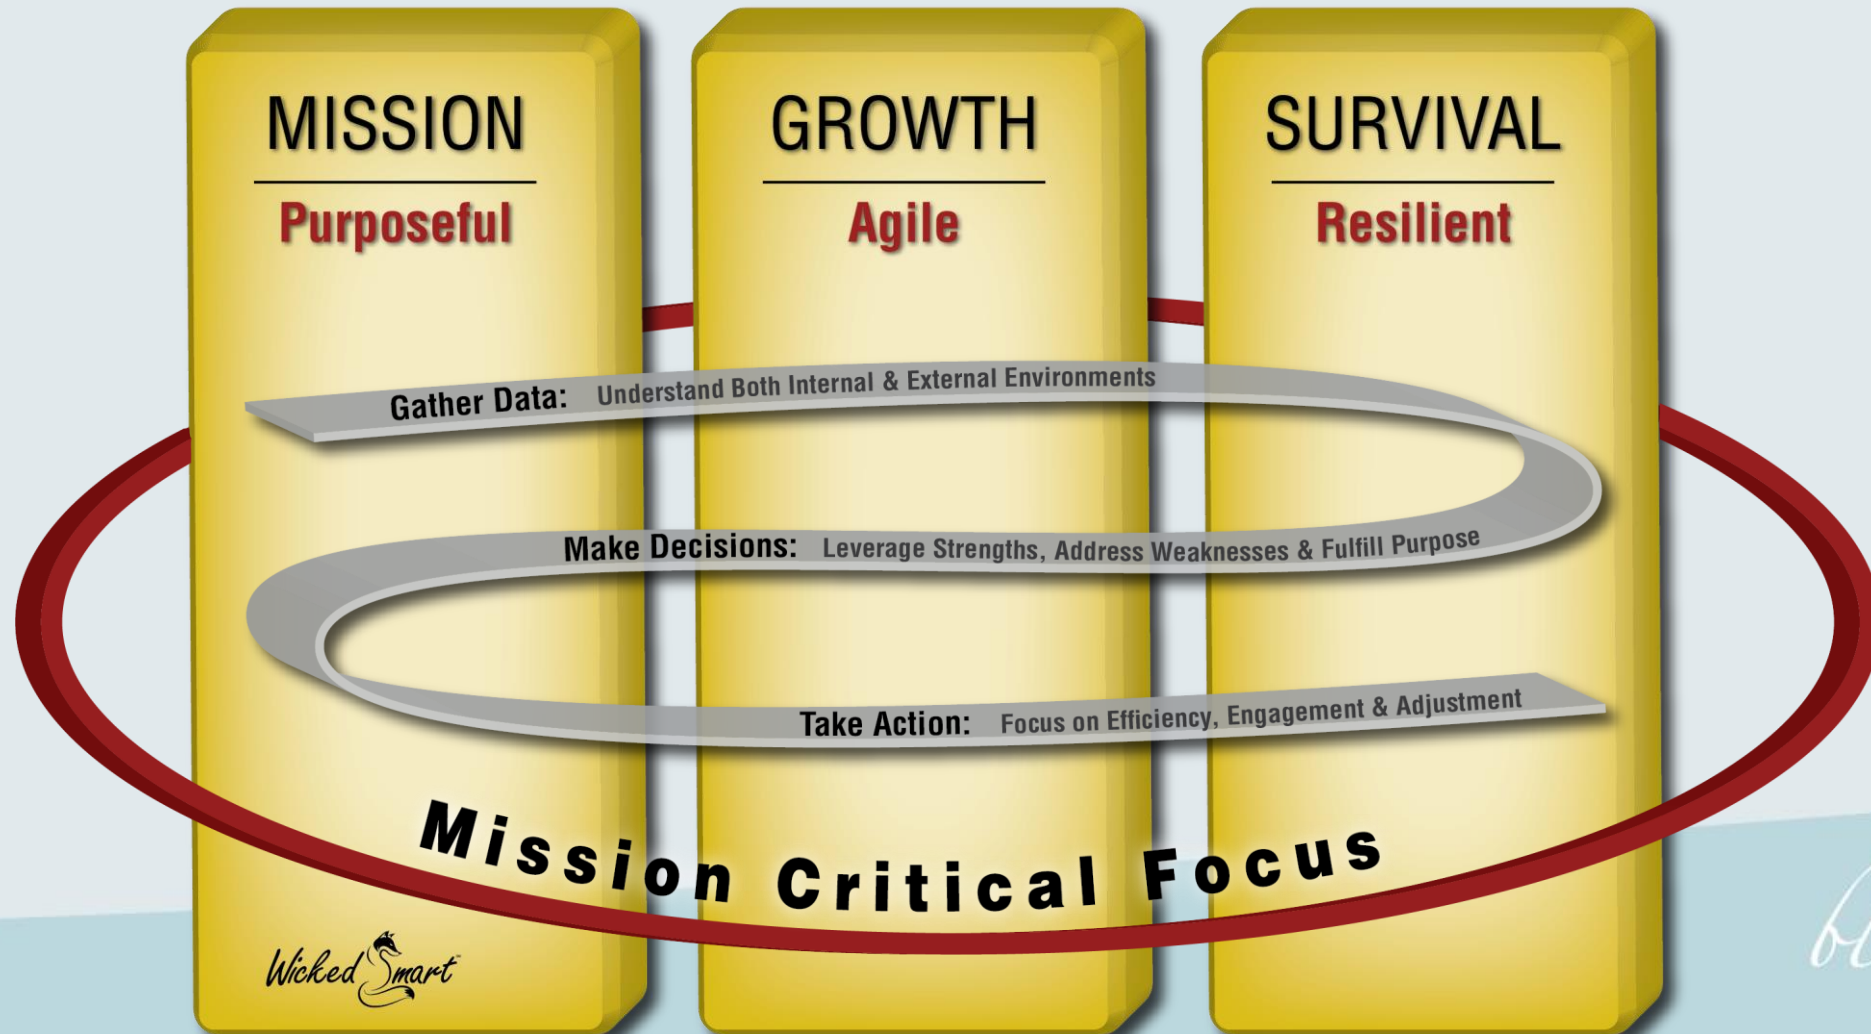 MISSION
Purposeful
GROWTH
Agile
SURVIVAL
Resilient
Gather Data: Understand Both Internal & External Environments
Make Decisions: Leverage Strengths, Address Weaknesses & Fulfill Purpose
Take Action: Focus on Efficiency, Engagement & Adjustment
Mission Critical Focus
Wicked Smart™